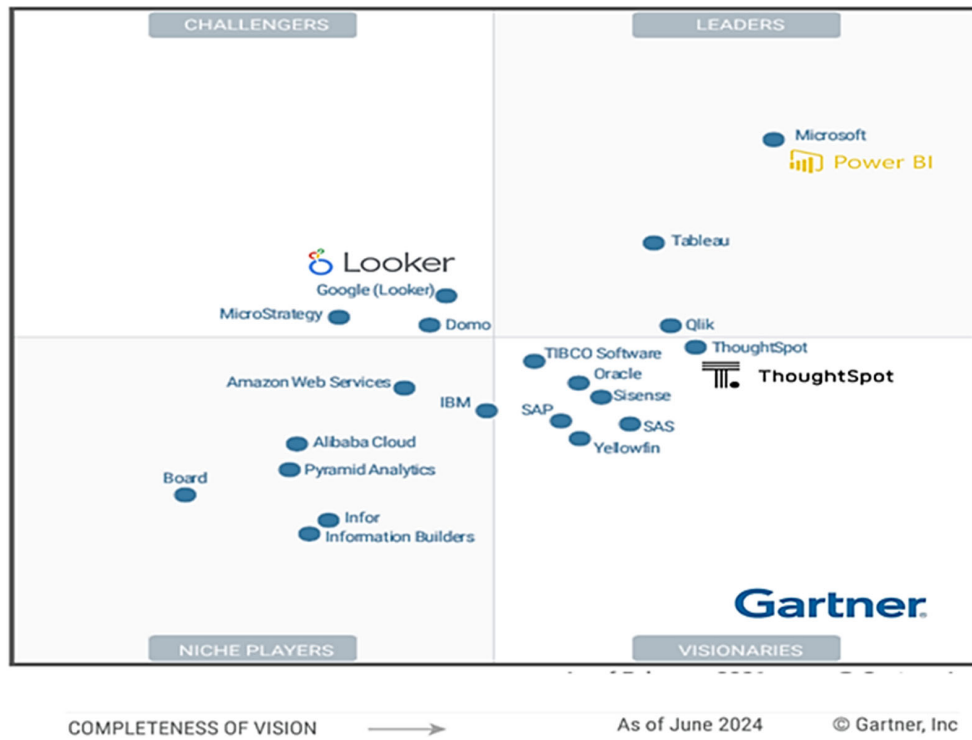 CHALLENGERS
LEADERS
Microsoft
Power BI
Tableau
Looker
Google (Looker)
MicroStrategy
Domo
Qlik
ThoughtSpot
ThoughtSpot
TIBCO Software
Oracle
Amazon Web Services
Sisense
IBM
SAP
SAS
Yellowfin
Alibaba Cloud
Pyramid Analytics
Board
Infor
Information Builders
Gartner
NICHE PLAYERS
VISIONARIES
COMPLETENESS OF VISION
As of June 2024
© Gartner, Inc